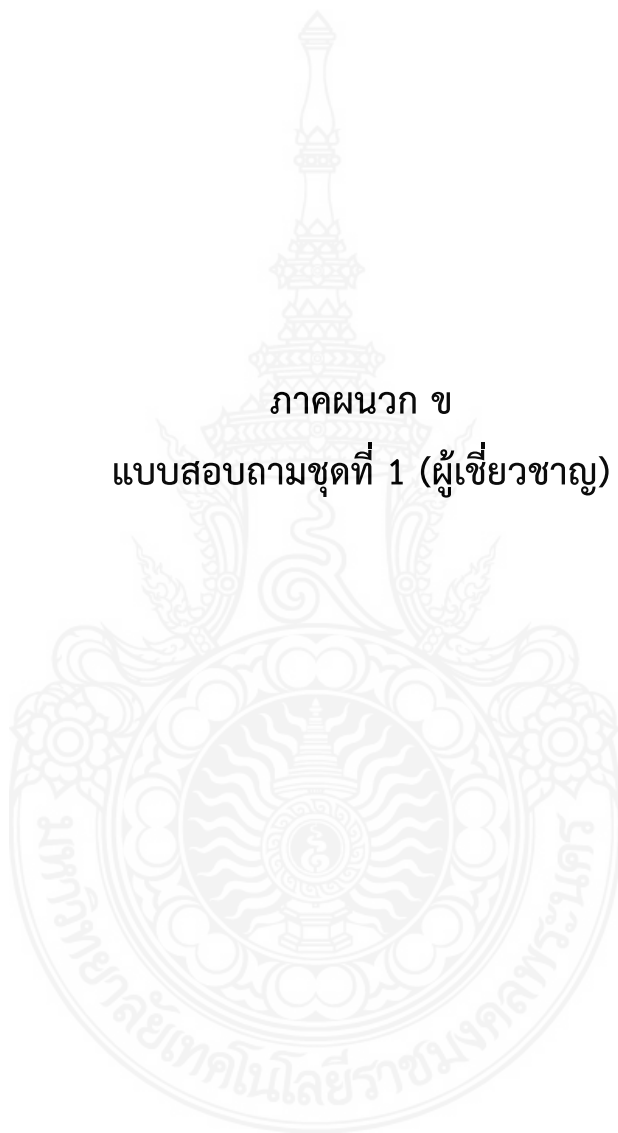 ภาคผนวก ข
แบบสอบถามชุดที่ 1 (ผู้เชี่ยวชาญ)
มหาวิทยาลัยเทคโนโลยีราชมงคลพระนคร